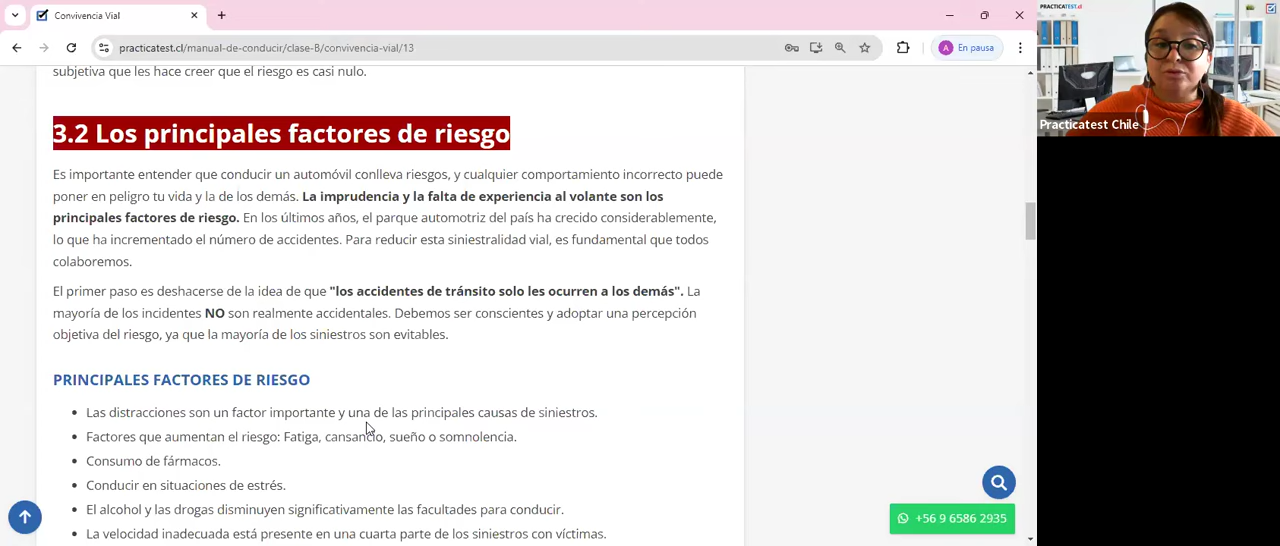 Convivencia Vial
practicatest.cl/manual-de-conducir/clase-B/convivencia-vial/13
A
En pausa
PRACTICATEST.cl
Practicatest Chile
subjetiva que les hace creer que el riesgo es casi nulo.
3.2 Los principales factores de riesgo
Es importante entender que conducir un automóvil conlleva riesgos, y cualquier comportamiento incorrecto puede
poner en peligro tu vida y la de los demás. La imprudencia y la falta de experiencia al volante son los
principales factores de riesgo. En los últimos años, el parque automotriz del país ha crecido considerablemente,
lo que ha incrementado el número de accidentes. Para reducir esta siniestralidad vial, es fundamental que todos
colaboremos.
El primer paso es deshacerse de la idea de que "los accidentes de tránsito solo les ocurren a los demás". La
mayoría de los incidentes NO son realmente accidentales. Debemos ser conscientes y adoptar una percepción
objetiva del riesgo, ya que la mayoría de los siniestros son evitables.
PRINCIPALES FACTORES DE RIESGO
Las distracciones son un factor importante y una de las principales causas de siniestros.
Factores que aumentan el riesgo: Fatiga, cansancio, sueño o somnolencia.
Consumo de fármacos.
Conducir en situaciones de estrés.
El alcohol y las drogas disminuyen significativamente las facultades para conducir.
La velocidad inadecuada está presente en una cuarta parte de los siniestros con víctimas.
+56 9 6586 2935